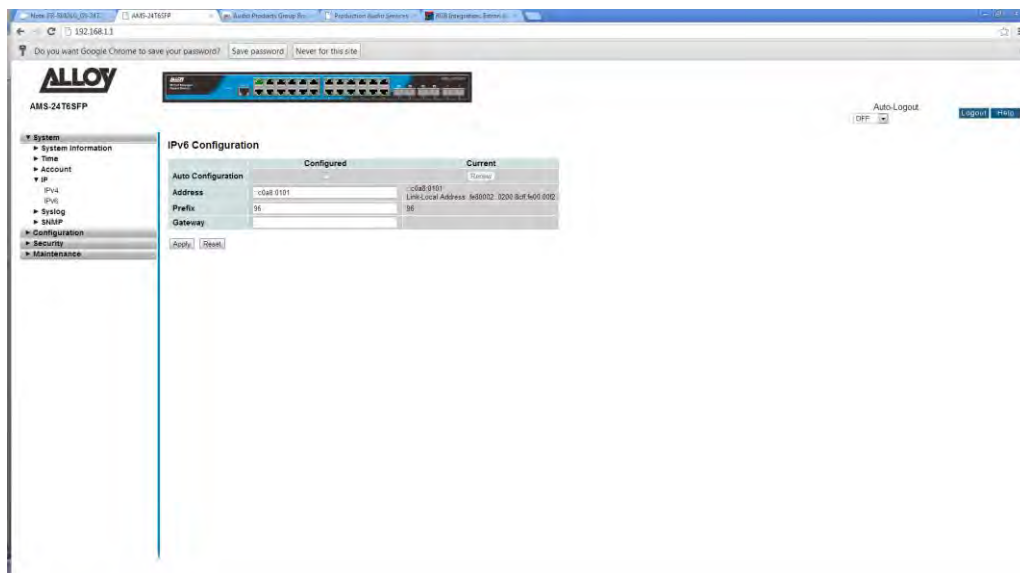 AMS-24T6SFP
192.168.1.1
Do you want Google Chrome to save your password? Save password Never for this site
ALLOY
AMS-24T6SFP
Auto-Logout
OFF
Logout Help
System
System Information
Time
Account
IP
IPv4
IPv6
Syslog
SNMP
Configuration
Security
Maintenance
IPv6 Configuration
Configured Current
Auto Configuration Renew
Address ::c0a8:0101 ::c0a8:0101
Link-Local Address:
Prefix 96 96
Gateway
Apply Reset